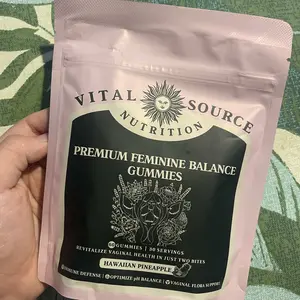 VITAL SOURCE
NUTRITION
PREMIUM FEMININE BALANCE
GUMMIES
60 GUMMIES | 30 SERVINGS
REVITALIZE VAGINAL HEALTH IN JUST TWO BITES
HAWAIIAN PINEAPPLE
IMMUNE DEFENSE | OPTIMIZE pH BALANCE | VAGINAL FLORA SUPPORT